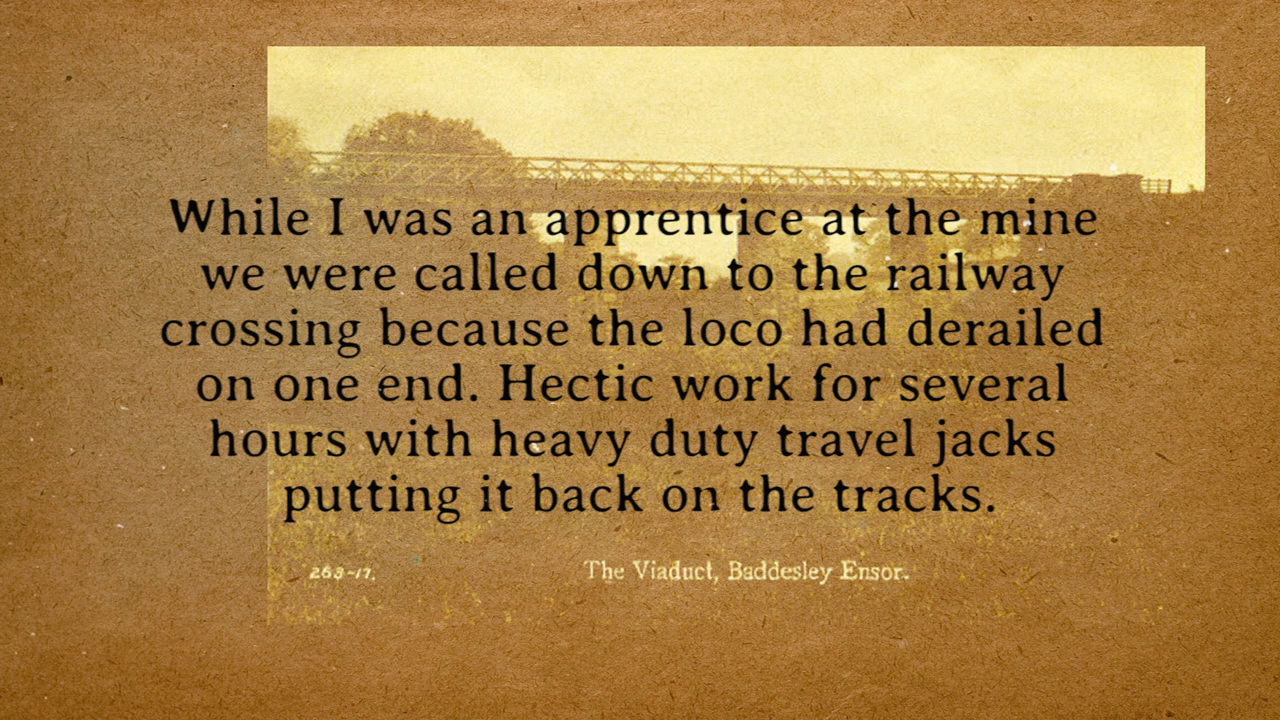 While I was an apprentice at the mine
we were called down to the railway
crossing because the loco had derailed
on one end. Hectic work for several
hours with heavy duty travel jacks
putting it back on the tracks.
263-17. The Viaduct, Baddesley Ensor.